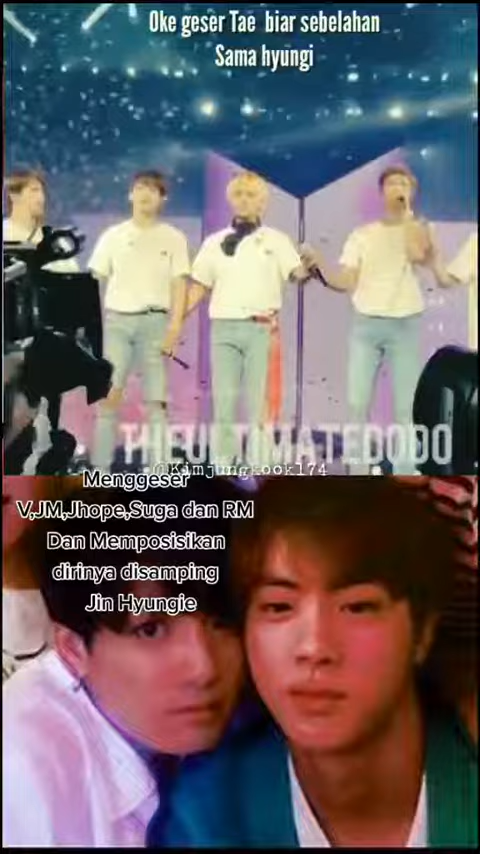 Oke geser Tae biar sebelahan
Sama hyungi
THEULTIMATEDODO
@Kimjungkook174
Menggeser
V,JM,Jhope,Suga dan RM
Dan Memposisikan
dirinya disamping
Jin Hyungie